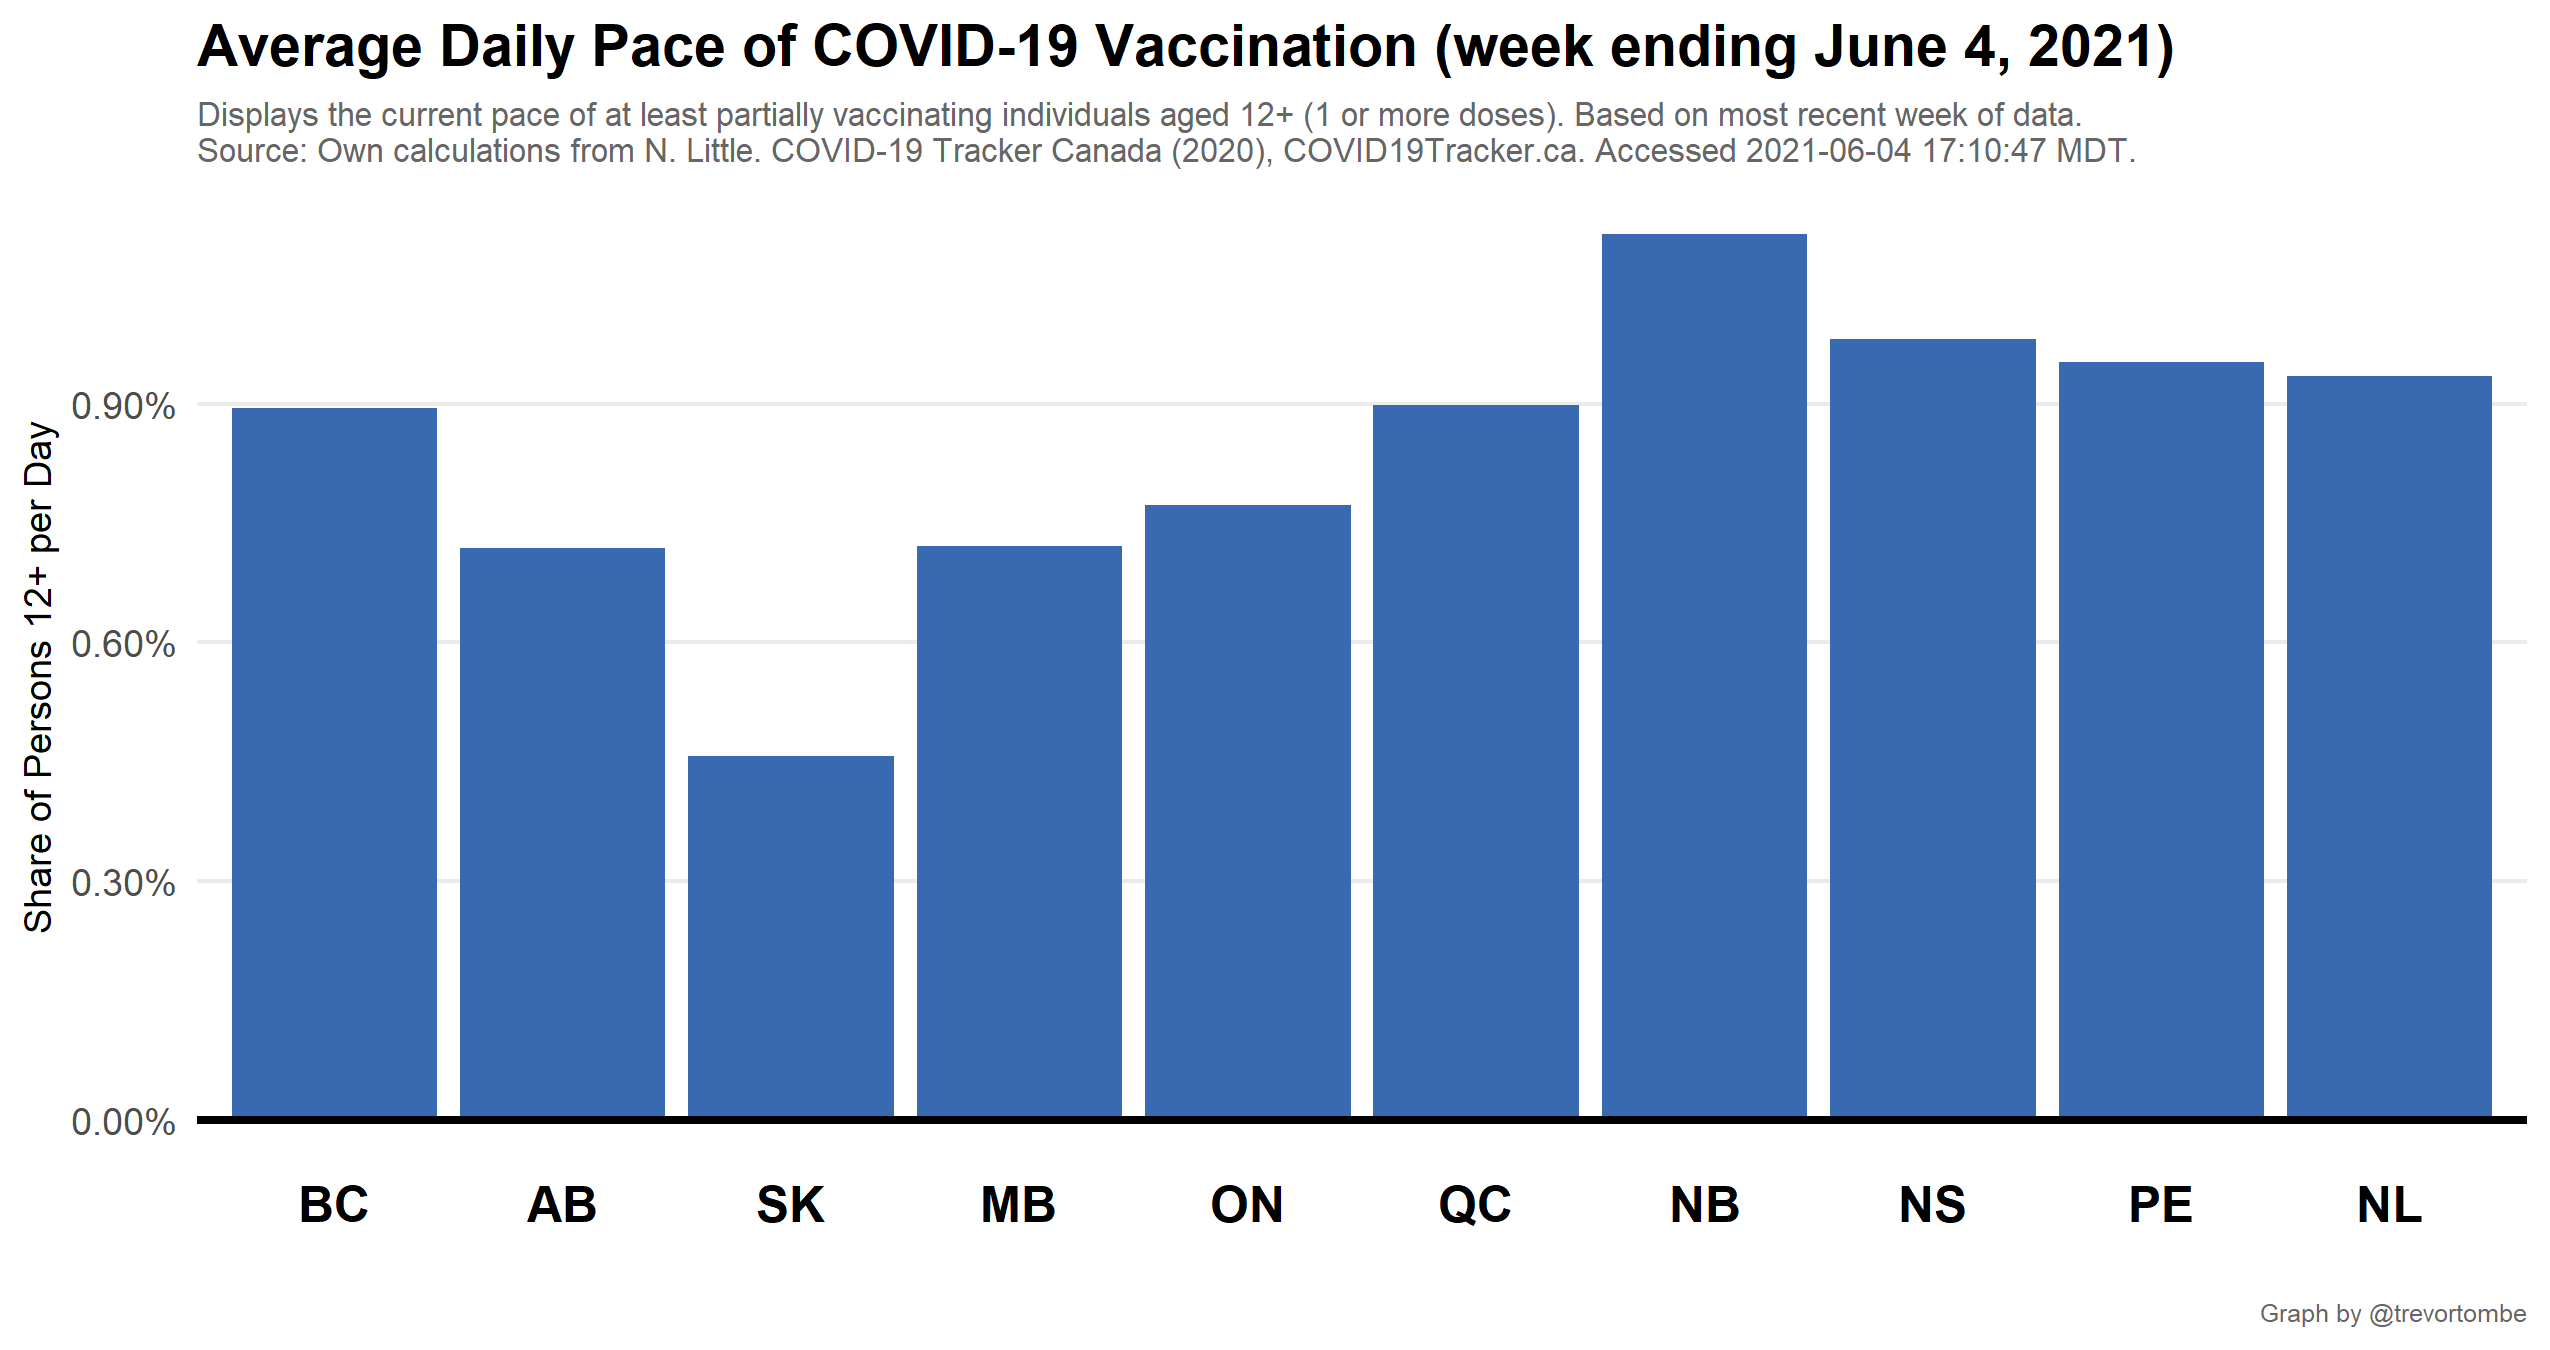 Average Daily Pace of COVID-19 Vaccination (week ending June 4, 2021)
Displays the current pace of at least partially vaccinating individuals aged 12+ (1 or more doses). Based on most recent week of data.
Source: Own calculations from N. Little. COVID-19 Tracker Canada (2020), COVID19Tracker.ca. Accessed 2021-06-04 17:10:47 MDT.
Share of Persons 12+ per Day
0.90%
0.60%
0.30%
0.00%
BC AB SK MB ON QC NB NS PE NL
Graph by @trevortombe